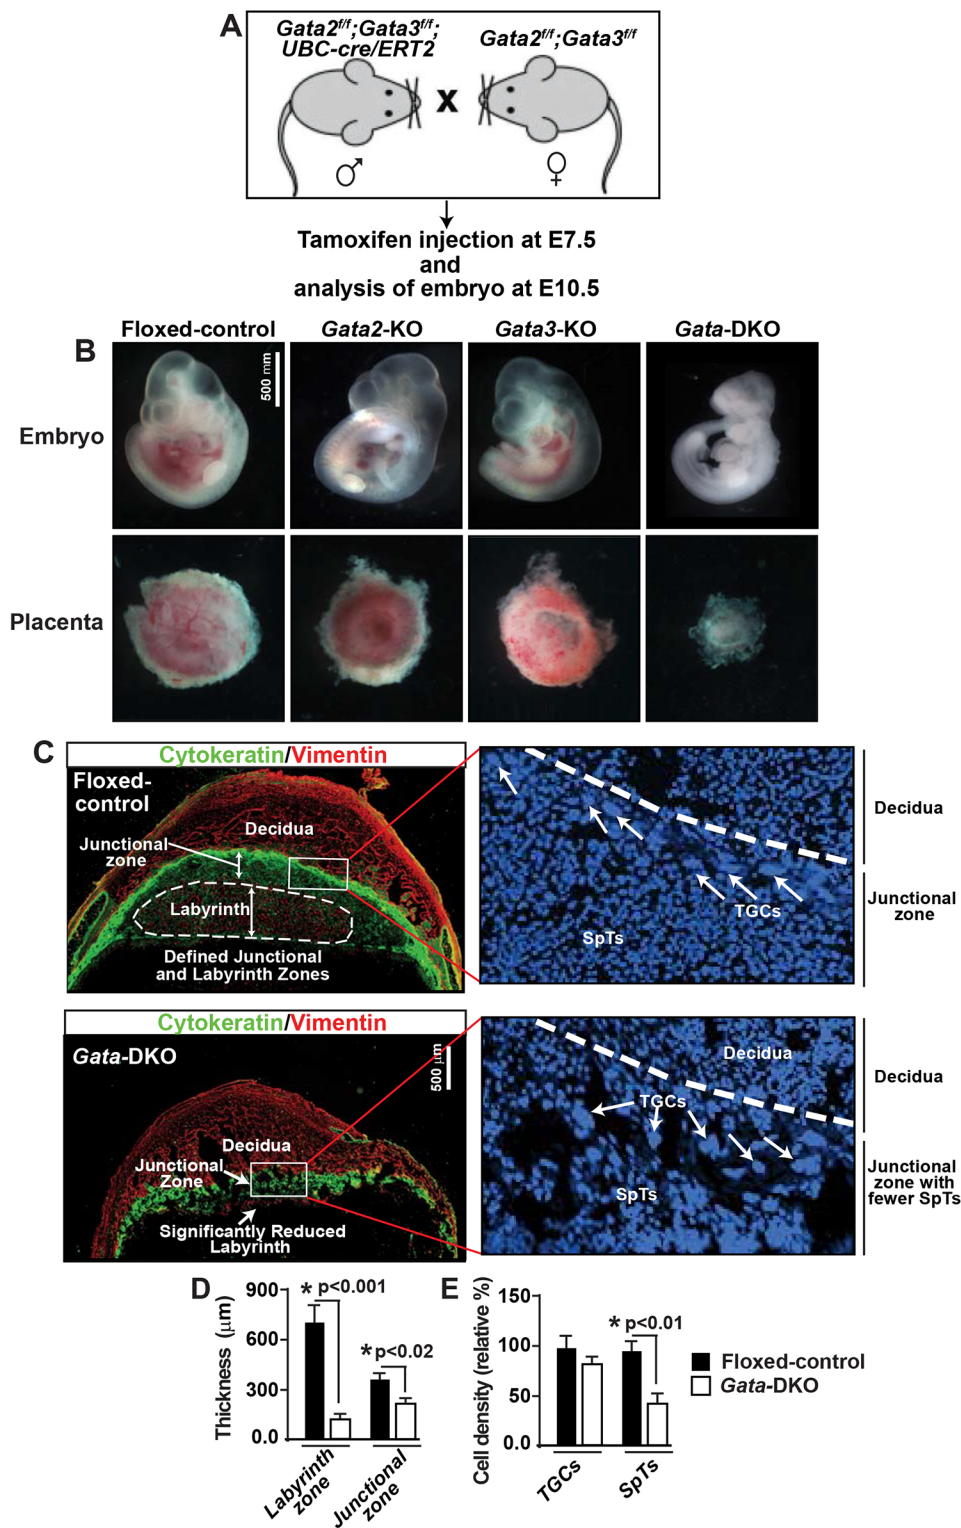 A
Gata2f/f;Gata3f/f;
UBC-cre/ERT2
Gata2f/f;Gata3f/f
X
♂
♀
Tamoxifen injection at E7.5
and
analysis of embryo at E10.5
B
Floxed-control
Gata2-KO
Gata3-KO
Gata-DKO
500 mm
Embryo
Placenta
C
Cytokeratin/Vimentin
Floxed-
control
Decidua
Junctional
zone
Labyrinth
Defined Junctional
and Labyrinth Zones
TGCs
SpTs
Decidua
Junctional
zone
Cytokeratin/Vimentin
Gata-DKO
500 µm
Decidua
Junctional
Zone
Significantly Reduced
Labyrinth
Decidua
TGCs
SpTs
Decidua
Junctional
zone with
fewer SpTs
D
Thickness (µm)
900
600
300
0.0
* p<0.001
*p<0.02
Labyrinth
zone
Junctional
zone
E
Cell density (relative %)
150
100
50
0.0
* p<0.01
TGCs
SpTs
Floxed-control
Gata-DKO